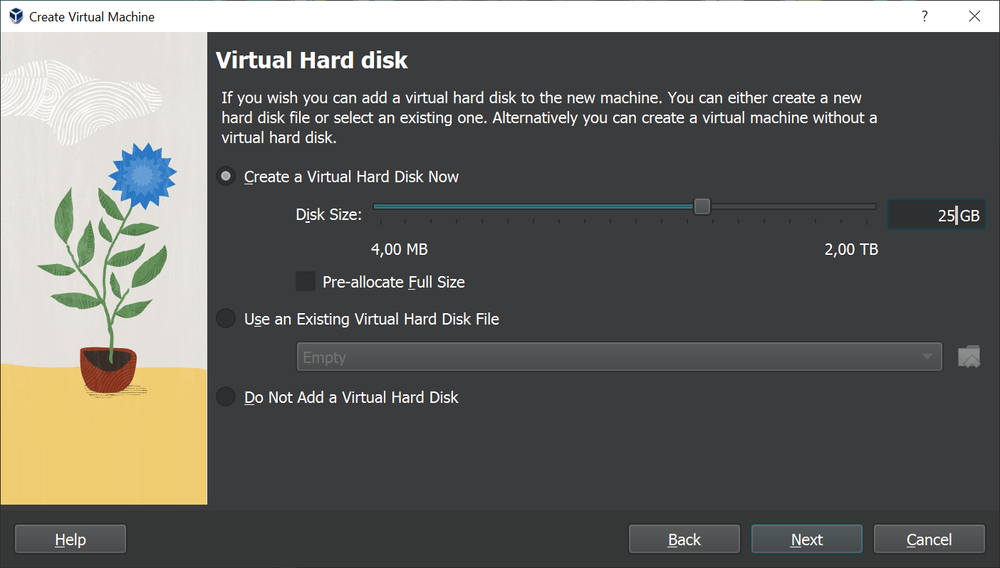 Create Virtual Machine
?
Virtual Hard disk
If you wish you can add a virtual hard disk to the new machine. You can either create a new
hard disk file or select an existing one. Alternatively you can create a virtual machine without a
virtual hard disk.
Create a Virtual Hard Disk Now
Disk Size:
25 GB
4,00 MB
2,00 TB
Pre-allocate Full Size
Use an Existing Virtual Hard Disk File
Empty
Do Not Add a Virtual Hard Disk
Help
Back
Next
Cancel